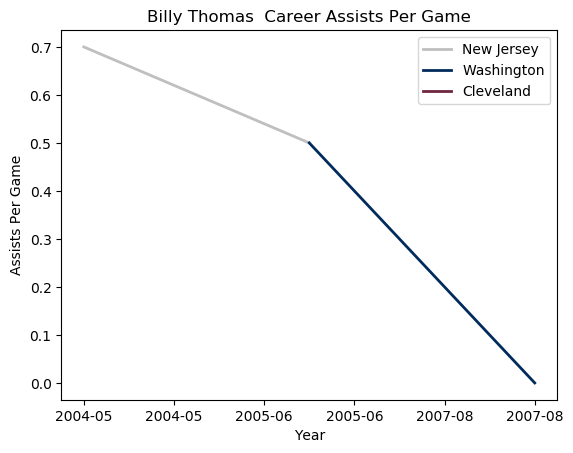 Billy Thomas  Career Assists Per Game
New Jersey
Washington
Cleveland
Assists Per Game
0.7
0.6
0.5
0.4
0.3
0.2
0.1
0.0
2004-05 2004-05 2005-06 2005-06 2007-08 2007-08
Year